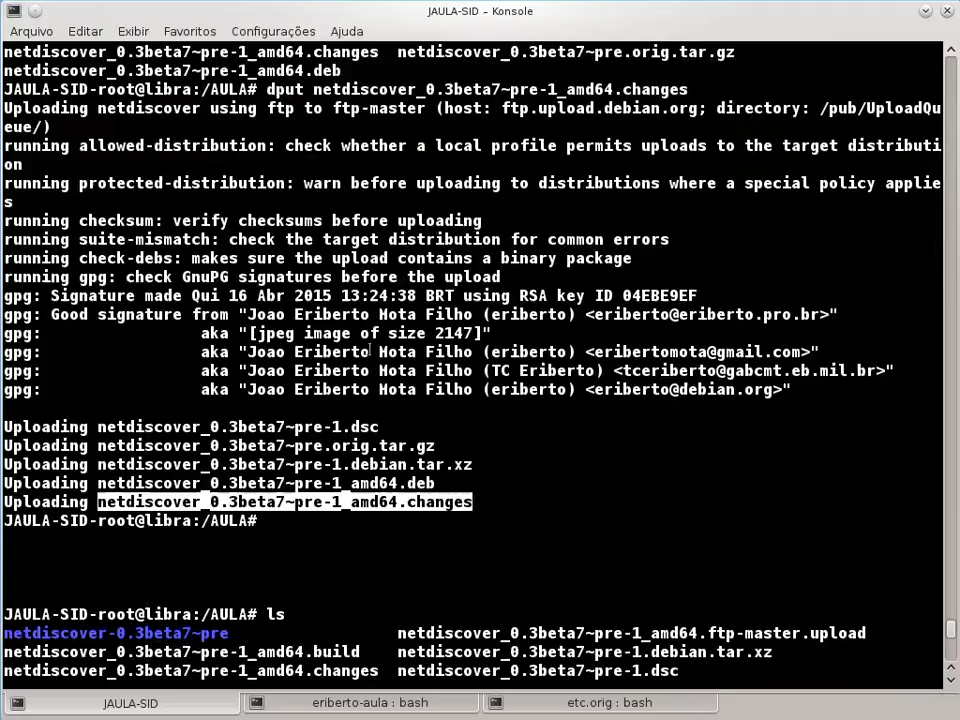 JAULA-SID – Konsole
Arquivo Editar Exibir Favoritos Configurações Ajuda
netdiscover_0.3beta7~pre-1_amd64.changes netdiscover_0.3beta7~pre.orig.tar.gz
netdiscover_0.3beta7~pre-1_amd64.deb
JAULA-SID-root@libra:/AULA# dput netdiscover_0.3beta7~pre-1_amd64.changes
Uploading netdiscover using ftp to ftp-master (host: ftp.upload.debian.org; directory: /pub/UploadQu
eue/)
running allowed-distribution: check whether a local profile permits uploads to the target distributi
on
running protected-distribution: warn before uploading to distributions where a special policy applie
s
running checksum: verify checksums before uploading
running suite-mismatch: check the target distribution for common errors
running check-debs: makes sure the upload contains a binary package
running gpg: check GnuPG signatures before the upload
gpg: Signature made Qui 16 Abr 2015 13:24:38 BRT using RSA key ID 04EBE9EF
gpg: Good signature from "Joao Eriberto Mota Filho (eriberto) <eriberto@eriberto.pro.br>"
gpg: aka "[jpeg image of size 2147]"
gpg: aka "Joao Eriberto Mota Filho (eriberto) <eribertomota@gmail.com>"
gpg: aka "Joao Eriberto Mota Filho (TC Eriberto) <tceriberto@gabcmt.eb.mil.br>"
gpg: aka "Joao Eriberto Mota Filho (eriberto) <eriberto@debian.org>"
Uploading netdiscover_0.3beta7~pre-1.dsc
Uploading netdiscover_0.3beta7~pre.orig.tar.gz
Uploading netdiscover_0.3beta7~pre-1.debian.tar.xz
Uploading netdiscover_0.3beta7~pre-1_amd64.deb
Uploading netdiscover_0.3beta7~pre-1_amd64.changes
JAULA-SID-root@libra:/AULA#
JAULA-SID-root@libra:/AULA# ls
netdiscover-0.3beta7~pre netdiscover_0.3beta7~pre-1_amd64.ftp-master.upload
netdiscover_0.3beta7~pre-1_amd64.build netdiscover_0.3beta7~pre-1.debian.tar.xz
netdiscover_0.3beta7~pre-1_amd64.changes netdiscover_0.3beta7~pre-1.dsc
JAULA-SID eriberto-aula : bash etc.orig : bash